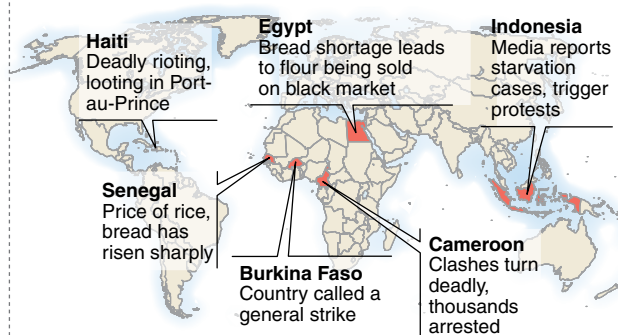 Haiti
Deadly rioting,
looting in Port-
au-Prince
Egypt
Bread shortage leads
to flour being sold
on black market
Indonesia
Media reports
starvation
cases, trigger
protests
Senegal
Price of rice,
bread has
risen sharply
Burkina Faso
Country called a
general strike
Cameroon
Clashes turn
deadly,
thousands
arrested